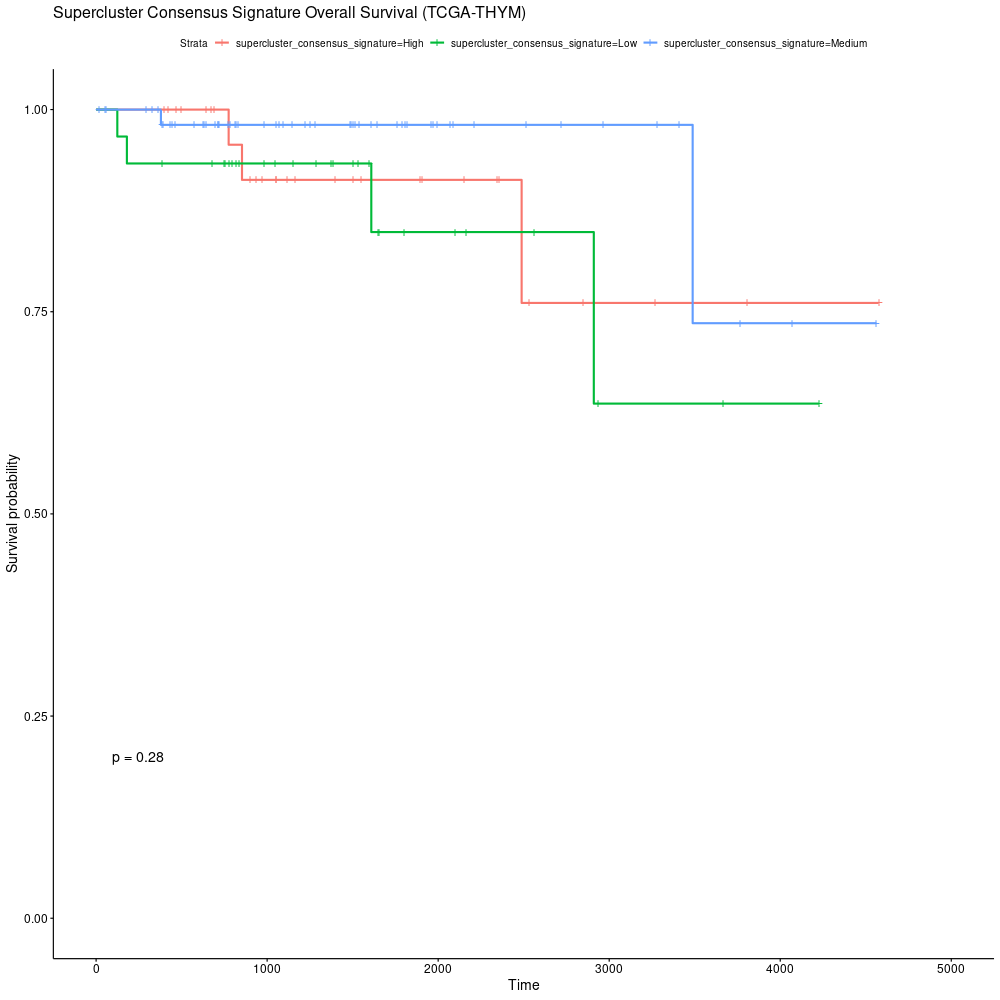 Supercluster Consensus Signature Overall Survival (TCGA-THYM)
Strata supercluster_consensus_signature=High supercluster_consensus_signature=Low supercluster_consensus_signature=Medium
1.00
0.75
0.50
0.25
0.00
Survival probability
p = 0.28
0 1000 2000 3000 4000 5000
Time